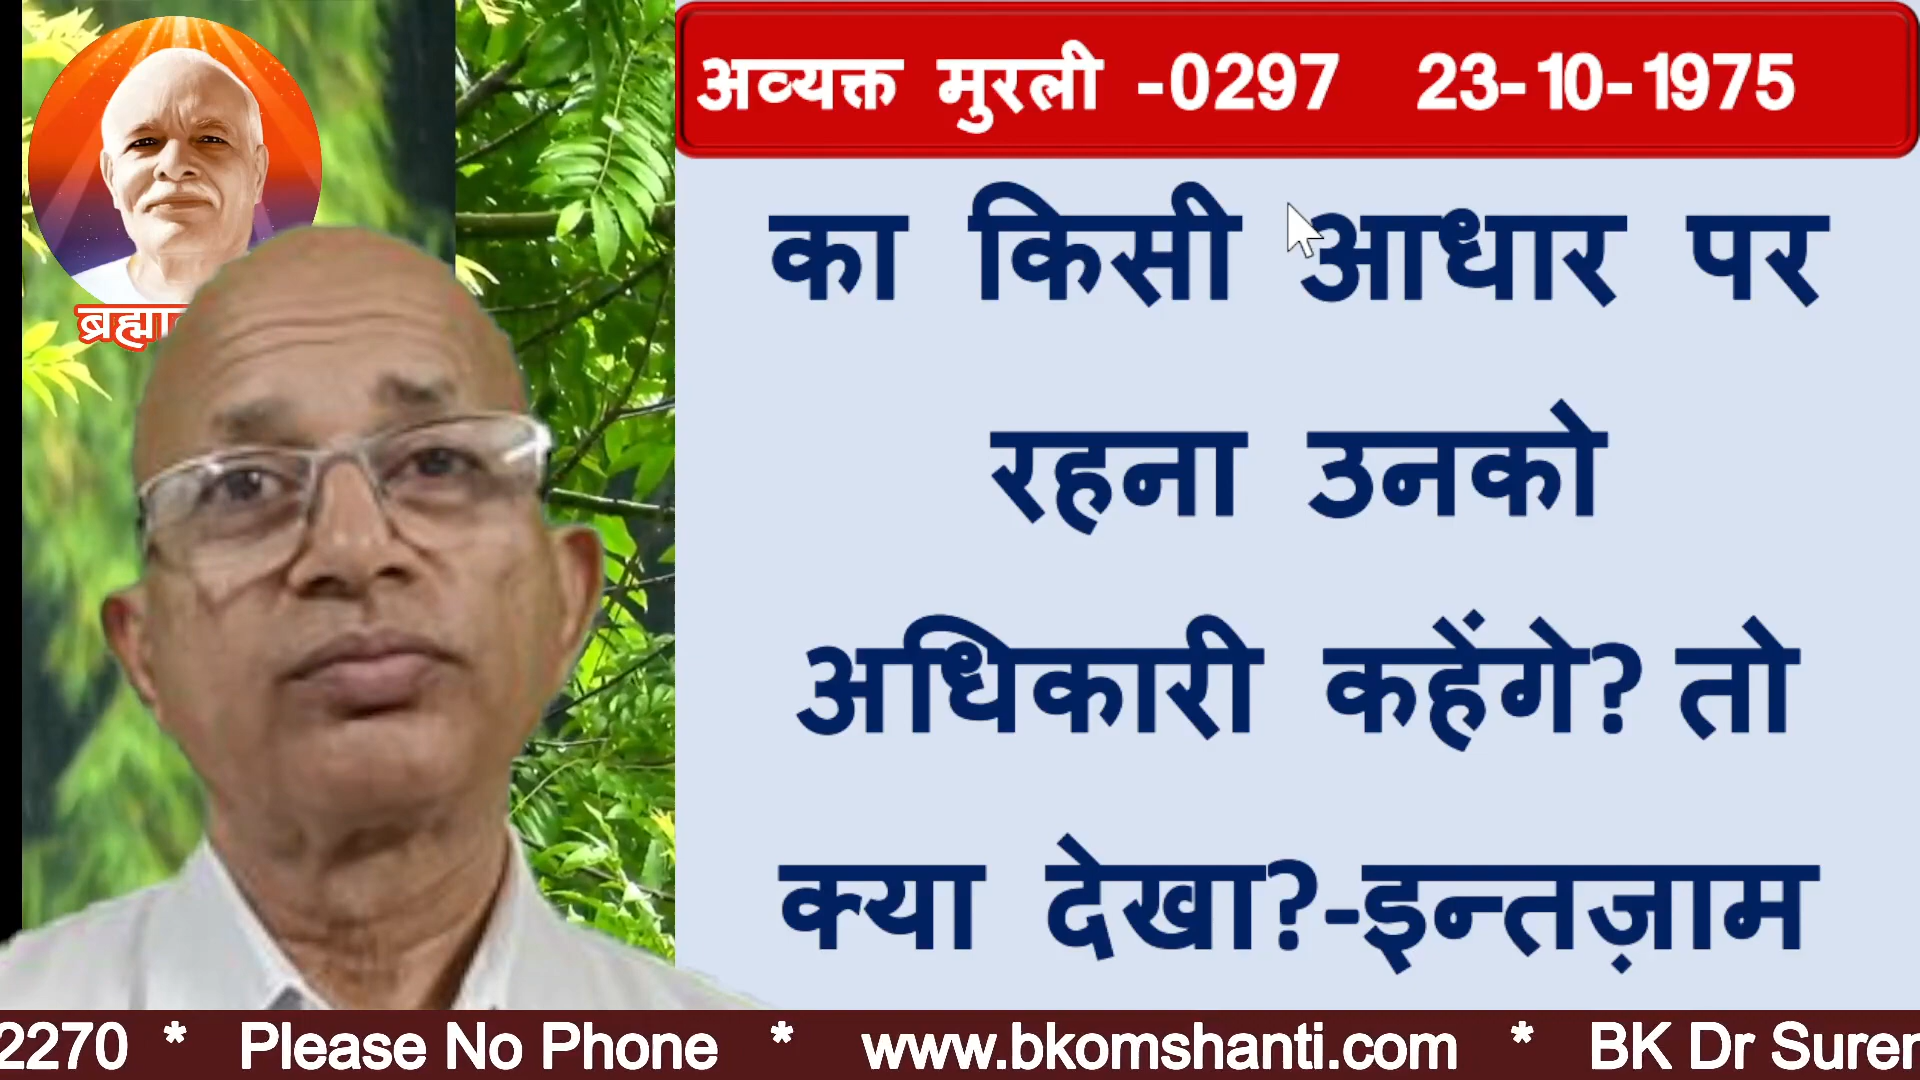 अव्यक्त मुरली -0297 23-10-1975
का किसी आधार पर
रहना उनको
अधिकारी कहेंगे? तो
क्या देखा?-इन्तज़ाम
2270 * Please No Phone * www.bkomshanti.com * BK Dr Suren